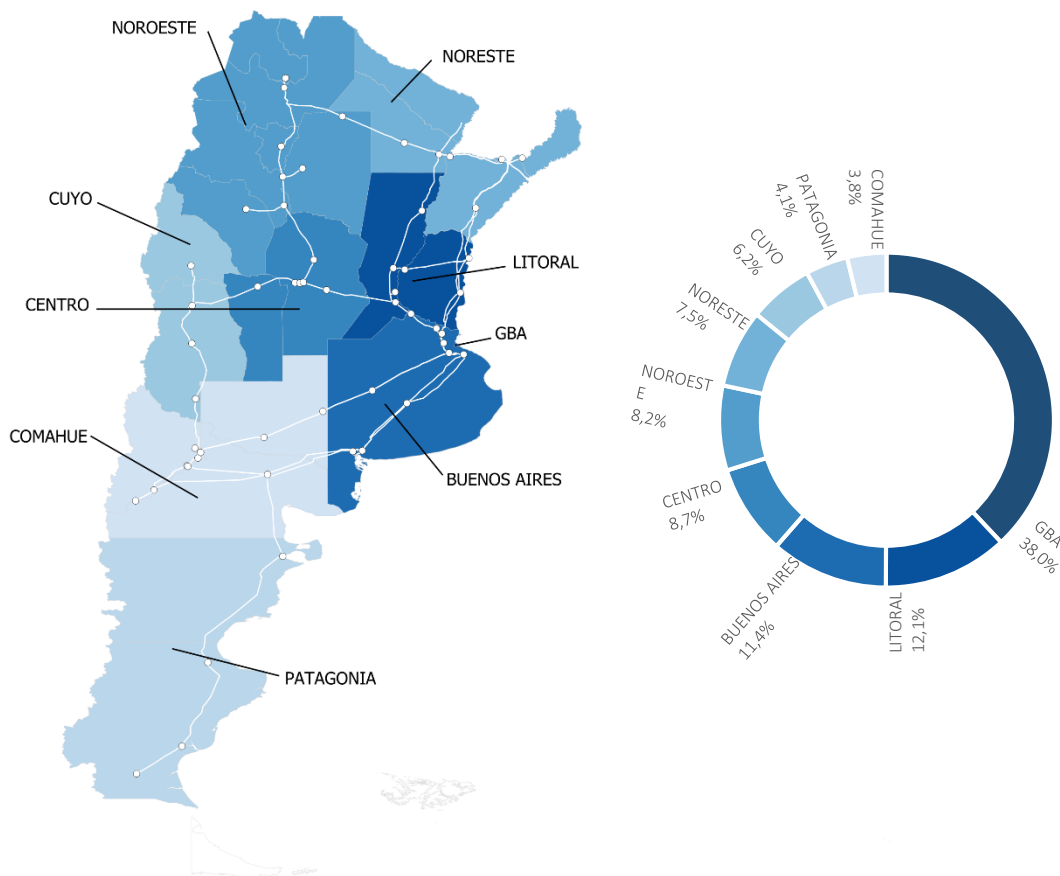 NOROESTE
NORESTE
CUYO
LITORAL
CENTRO
GBA
COMAHUE
BUENOS AIRES
PATAGONIA
COMAHUE
3,8%
PATAGONIA
4,1%
CUYO
6,2%
NORESTE
7,5%
NOROEST
E
8,2%
CENTRO
8,7%
BUENOS AIRES
11,4%
LITORAL
12,1%
GBA
38,0%